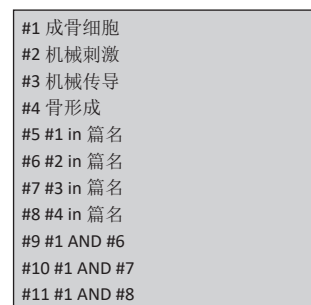 #1 成骨细胞
#2 机械刺激
#3 机械传导
#4 骨形成
#5 #1 in 篇名
#6 #2 in 篇名
#7 #3 in 篇名
#8 #4 in 篇名
#9 #1 AND #6
#10 #1 AND #7
#11 #1 AND #8